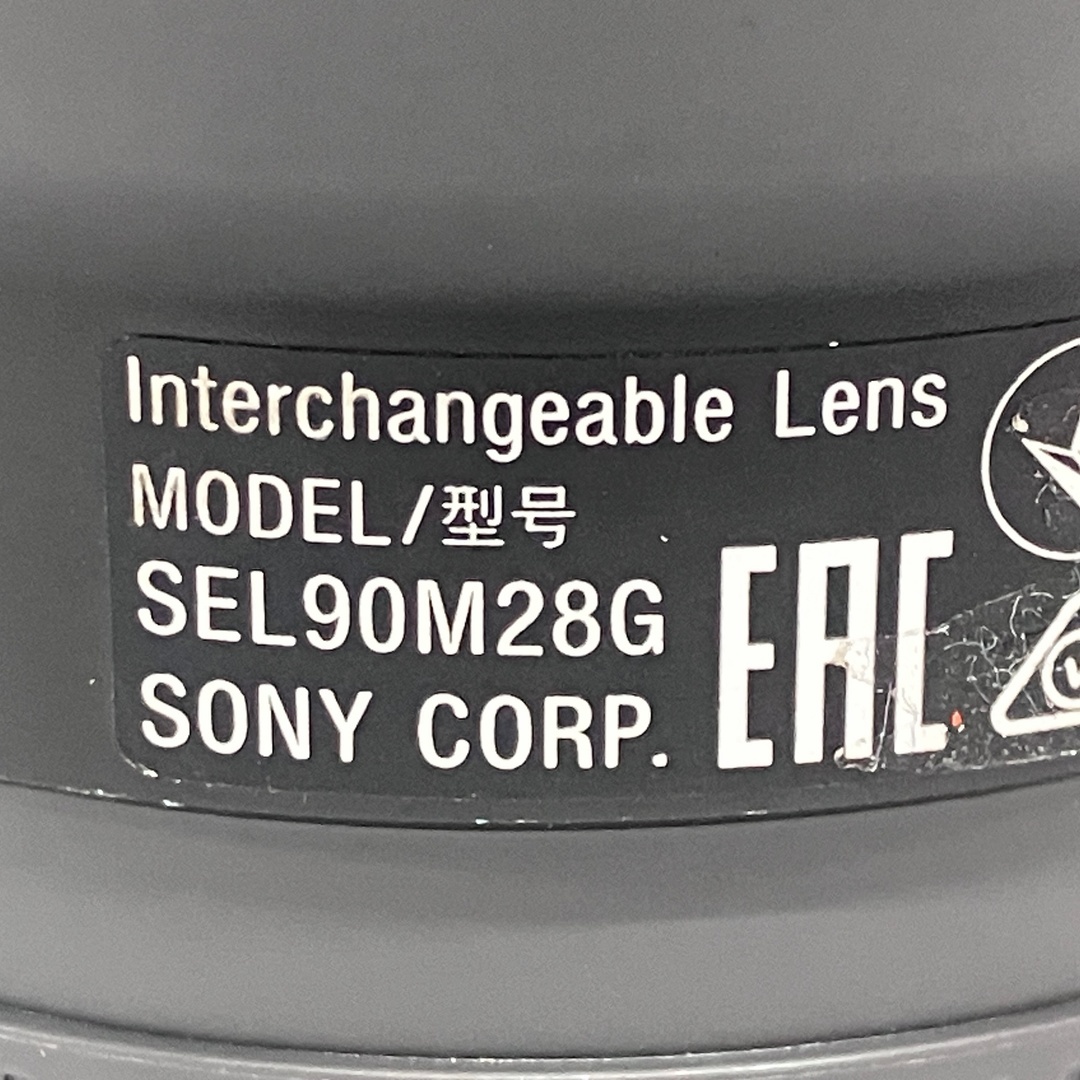 Interchangeable Lens
MODEL/型号
SEL90M28G
SONY CORP.
EAC